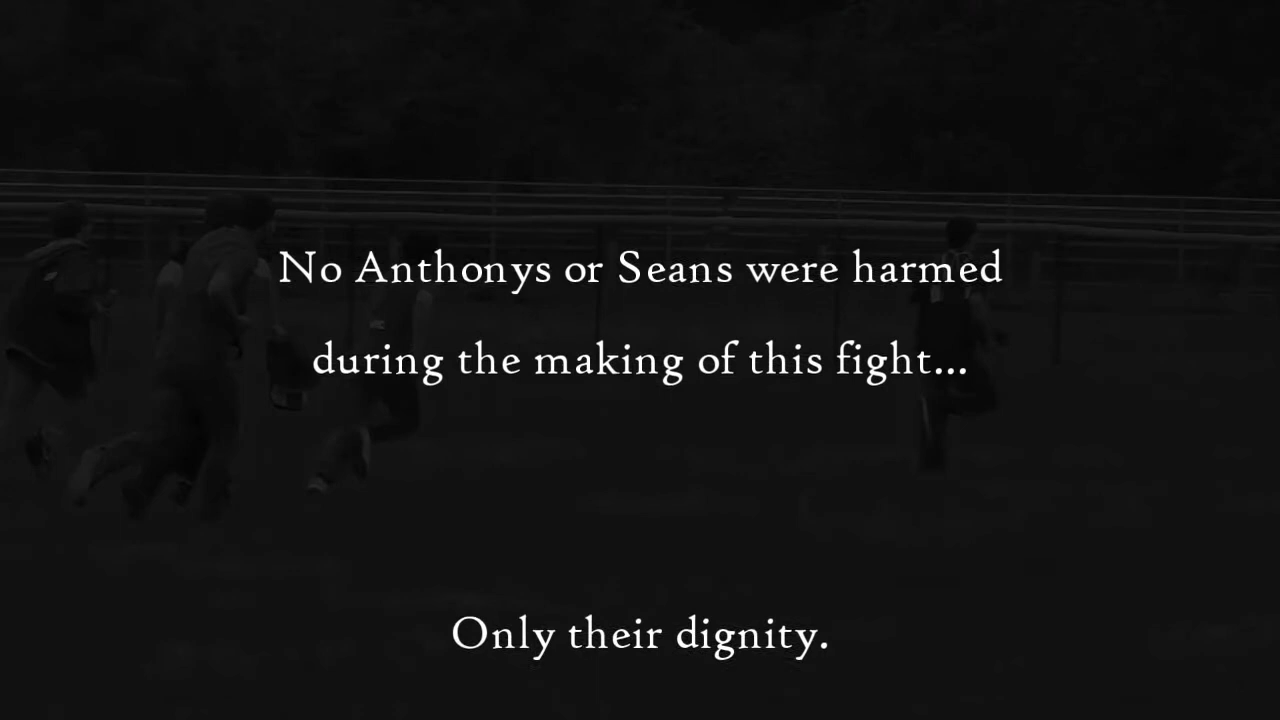 No Anthonys or Seans were harmed
during the making of this fight...
Only their dignity.